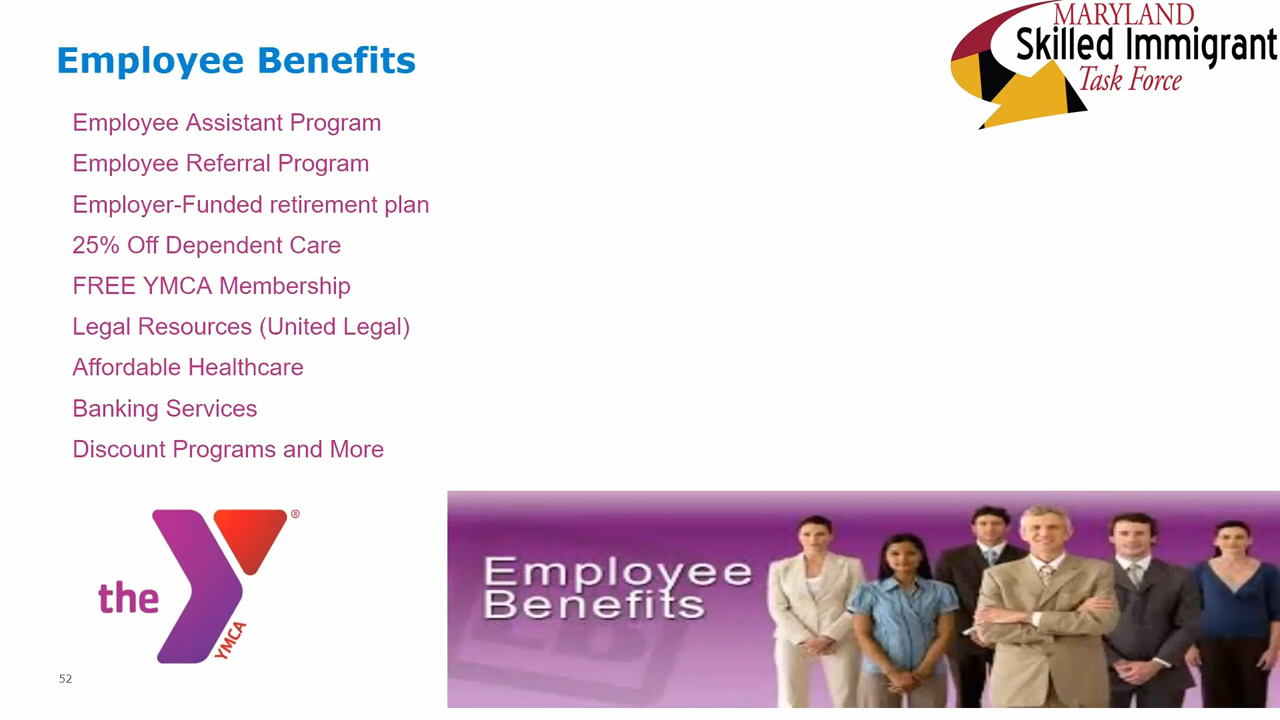 MARYLAND
Skilled Immigrant
Task Force
Employee Benefits
Employee Assistant Program
Employee Referral Program
Employer-Funded retirement plan
25% Off Dependent Care
FREE YMCA Membership
Legal Resources (United Legal)
Affordable Healthcare
Banking Services
Discount Programs and More
the
YMCA
®
Employee
Benefits
EB
52